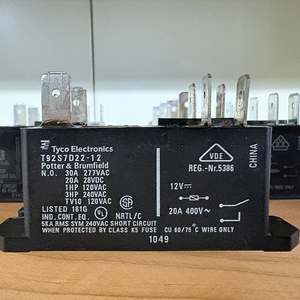 Tyco Electronics
T92S7D22-12
Potter & Brumfield
N.O. 30A 277VAC
20A 28VDC
1HP 120VAC
3HP 240VAC
TV10 120VAC
LISTED 181G
IND. CONT. EQ. NRTL/C
5KA RMS SYM 240VAC SHORT CIRCUIT
WHEN PROTECTED BY CLASS K5 FUSE
CU 60/75 C WIRE ONLY
1049
VDE
REG.-Nr.5386
12V
20A 400V~
CHINA